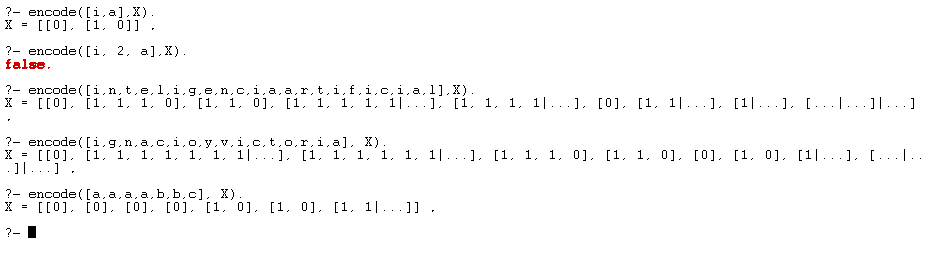 ?- encode([i,a],X).
X = [[0], [1, 0]] ,
?- encode([i, 2, a],X).
false.
?- encode([i,n,t,e,l,i,g,e,n,c,i,a,a,r,t,i,f,i,c,i,a,l],X).
X = [[0], [1, 1, 1, 0], [1, 1, 0], [1, 1, 1, 1, 1|...], [1, 1, 1, 1|...], [0], [1, 1|...], [1|...], [...|...]|...]
,
?- encode([i,g,n,a,c,i,o,y,v,i,c,t,o,r,i,a], X).
X = [[0], [1, 1, 1, 1, 1, 1, 1|...], [1, 1, 1, 1, 1, 1|...], [1, 1, 1, 0], [1, 1, 0], [0], [1, 0], [1|...], [...|..
.]|...] ,
?- encode([a,a,a,a,b,b,c], X).
X = [[0], [0], [0], [0], [1, 0], [1, 0], [1, 1|...]] ,
?-